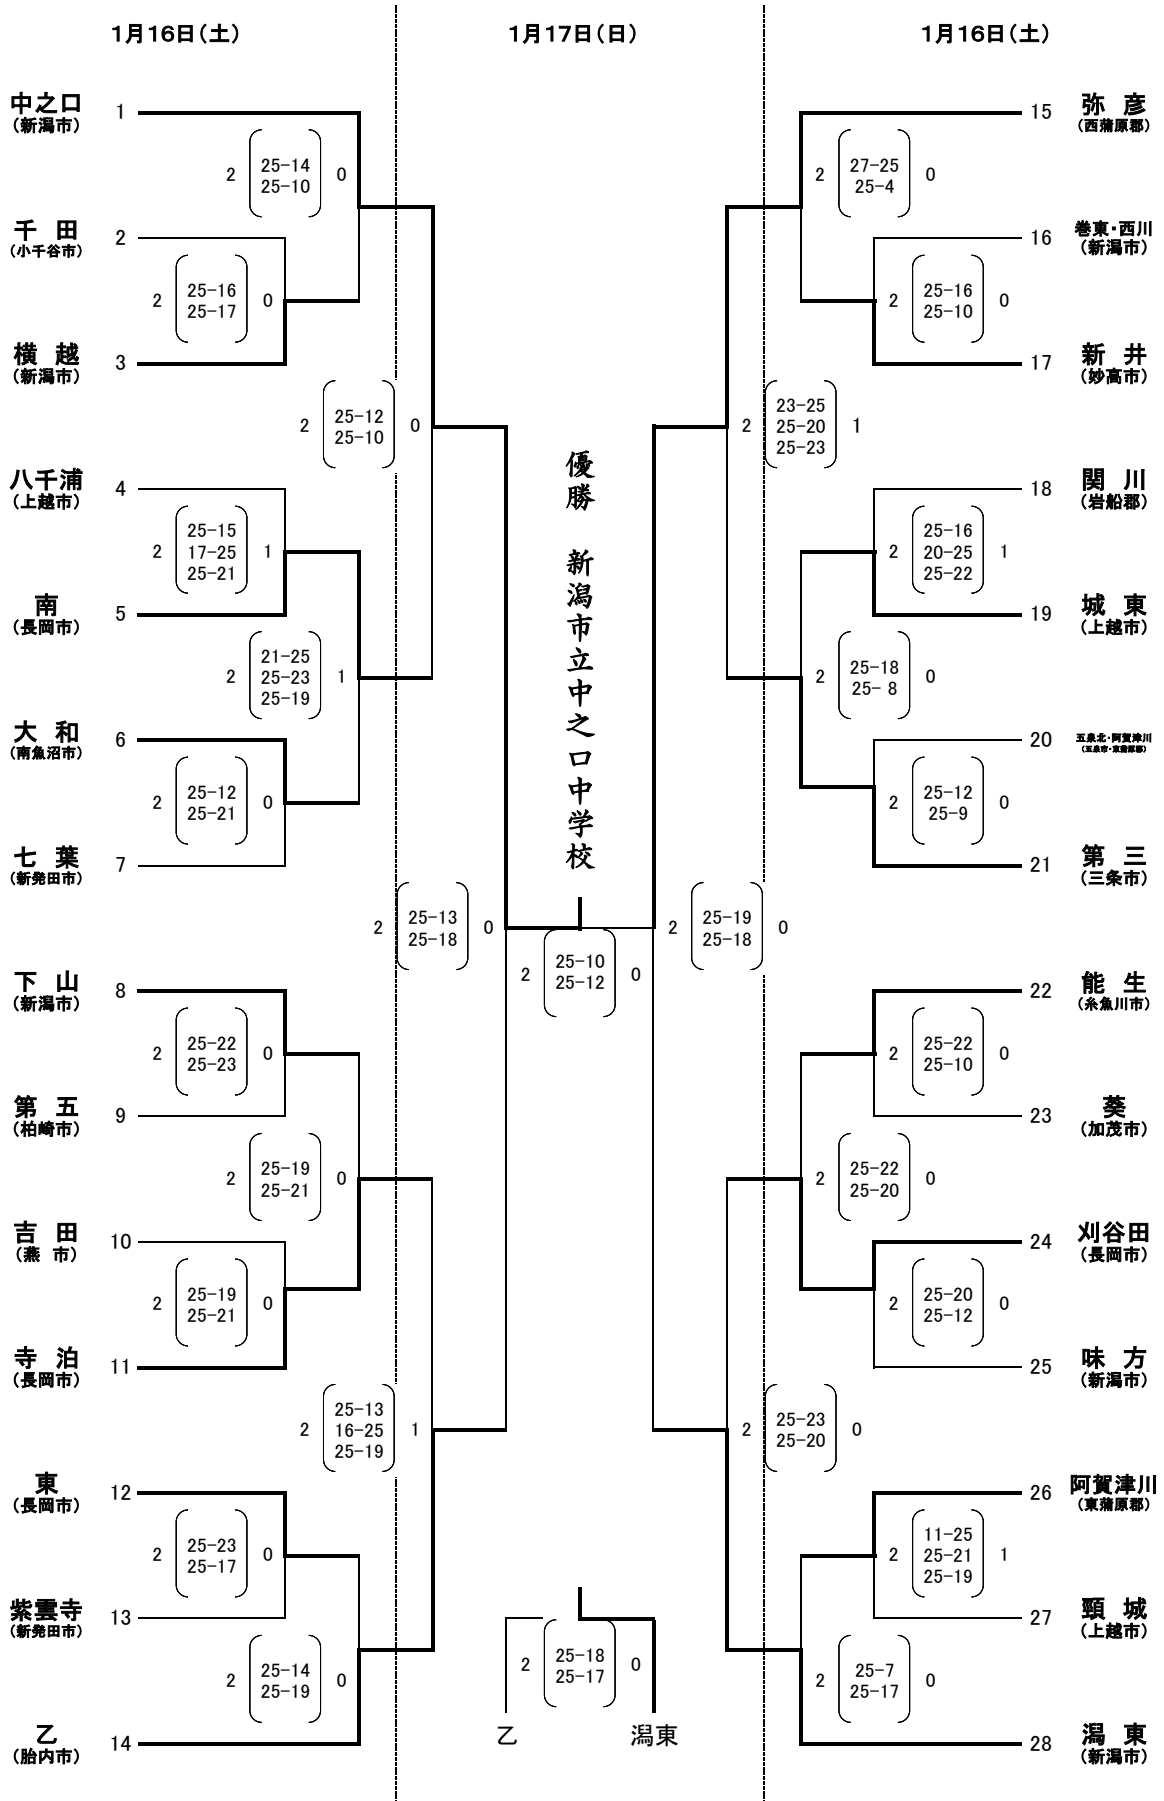 1月16日(土)
1月17日(日)
1月16日(土)
中之口 1
(新潟市)
2 25-14 0
25-10
千田 2
(小千谷市)
2 25-16 0
25-17
横越 3
(新潟市)
2 25-12 0
25-10
八千浦 4
(上越市)
25-15
2 17-25 1
25-21
南 5
(長岡市)
21-25
2 25-23 1
25-19
大和 6
(南魚沼市)
2 25-12 0
25-21
七葉 7
(新発田市)
2 25-13 0
25-18
下山 8
(新潟市)
2 25-22 0
25-23
第五 9
(柏崎市)
2 25-19 0
25-21
吉田 10
(燕市)
2 25-19 0
25-21
寺泊 11
(長岡市)
25-13
2 16-25 1
25-19
東 12
(長岡市)
2 25-23 0
25-17
紫雲寺 13
(新発田市)
2 25-14 0
25-19
乙 14
(胎内市)
優勝 新潟市立中之口中学校
2 25-10 0
25-12
2 25-18 0
25-17
乙 潟東
15 弥彦
(西蒲原郡)
2 27-25 0
25-4
16 巻東・西川
(新潟市)
2 25-16 0
25-10
17 新井
(妙高市)
23-25
2 25-20 1
25-23
18 関川
(岩船郡)
25-16
2 20-25 1
25-22
19 城東
(上越市)
2 25-18 0
25- 8
20 五泉北・阿賀津川
(五泉市・東蒲原郡)
2 25-12 0
25-9
21 第三
(三条市)
2 25-19 0
25-18
22 能生
(糸魚川市)
2 25-22 0
25-10
23 葵
(加茂市)
2 25-22 0
25-20
24 刈谷田
(長岡市)
2 25-20 0
25-12
25 味方
(新潟市)
2 25-23 0
25-20
26 阿賀津川
(東蒲原郡)
11-25
2 25-21 1
25-19
27 頸城
(上越市)
2 25-7 0
25-17
28 潟東
(新潟市)